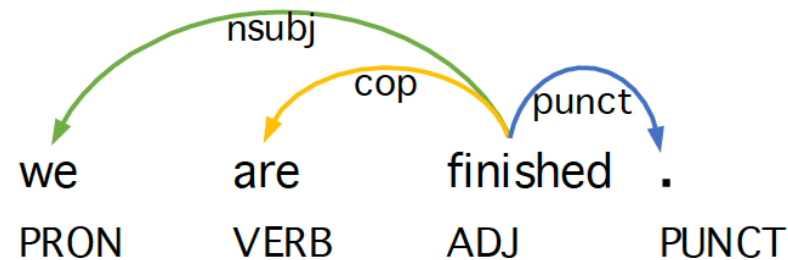 nsubj
cop
punct
we are finished .
PRON VERB ADJ PUNCT